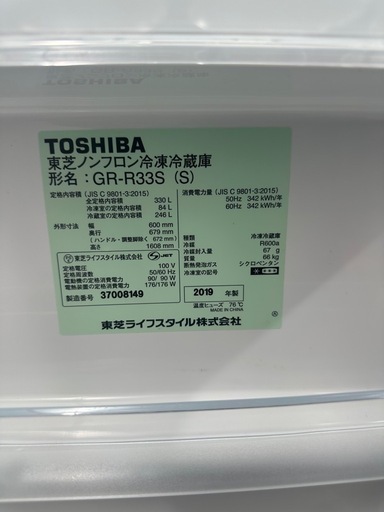 TOSHIBA
東芝ノンフロン冷凍冷蔵庫
形名：GR-R33S（S）
定格内容積（JIS C 9801-3:2015）
全定格内容積 330 L
冷凍室の定格内容積 84 L
冷蔵室の定格内容積 246 L
外形寸法： 幅 600 mm
奥行 679 mm
（ハンドル・調整脚除く 672 mm）
高さ 1608 mm
消費電力量（JIS C 9801-3:2015）
50Hz 342 kWh/年
60Hz 342 kWh/年
種類 冷凍冷蔵庫
冷媒 R600a
冷媒封入量 67 g
質量 66 kg
断熱発泡ガス シクロペンタン
冷凍室の記号
東芝ライフスタイル株式会社
JET
定格電圧 100 V
定格周波数 50/60 Hz
電動機の定格消費電力 90/ 90 W
電熱装置の定格消費電力 176/176 W
製造番号 37008149
2019 年製
温度ヒューズ 76℃
MADE IN CHINA
東芝ライフスタイル株式会社